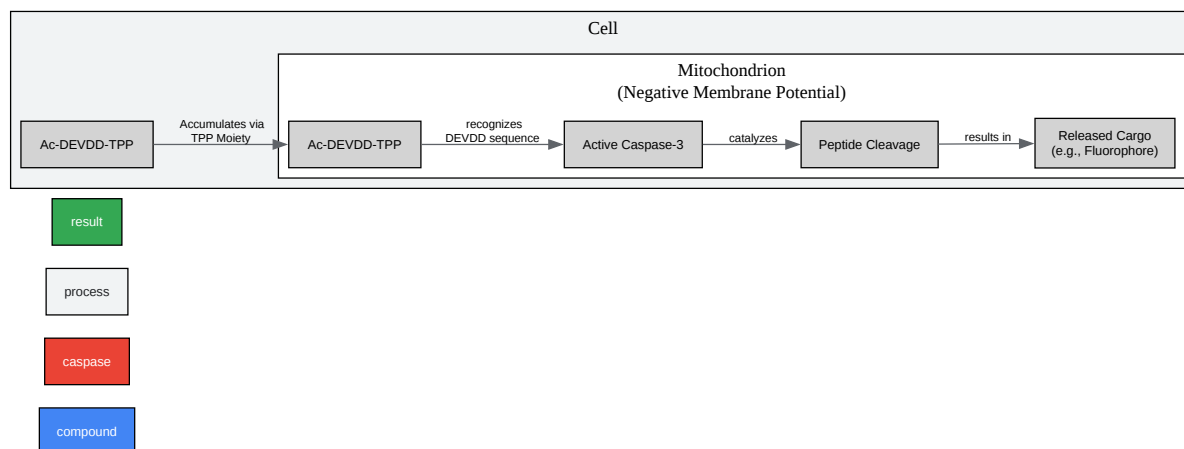 Cell
Mitochondrion
(Negative Membrane Potential)
Ac-DEVDD-TPP
Accumulates via
TPP Moiety
Ac-DEVDD-TPP
recognizes
DEVDD sequence
Active Caspase-3
catalyzes
Peptide Cleavage
results in
Released Cargo
(e.g., Fluorophore)
result
process
caspase
compound